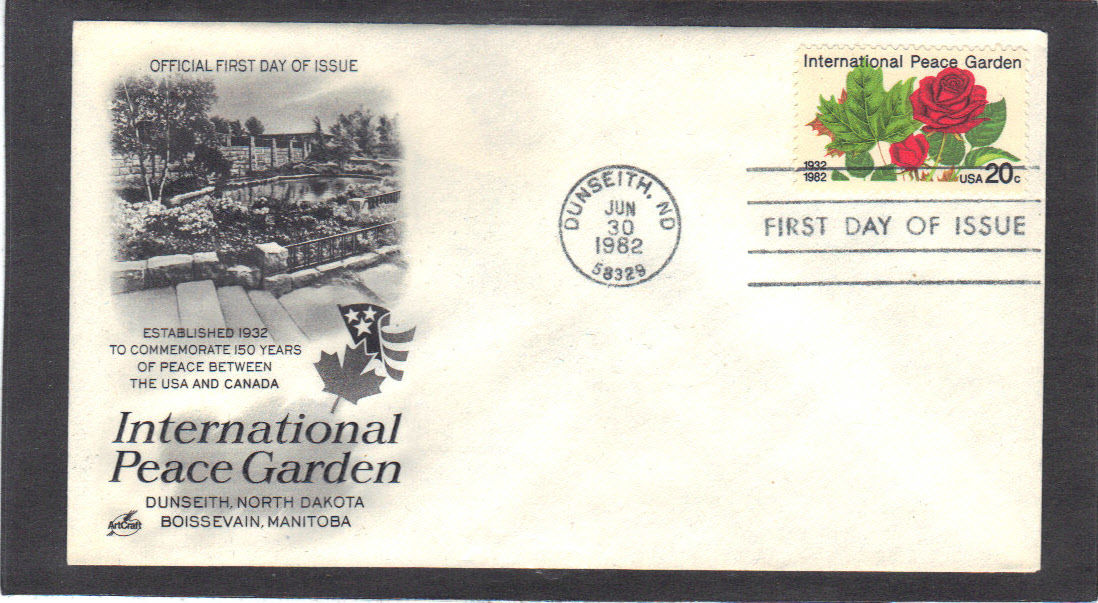 OFFICIAL FIRST DAY OF ISSUE
ESTABLISHED 1932
TO COMMEMORATE 150 YEARS
OF PEACE BETWEEN
THE USA AND CANADA
International
Peace Garden
DUNSEITH, NORTH DAKOTA
BOISSEVAIN, MANITOBA
ArtCraft
DUNSEITH, ND
JUN
30
1982
58329
International Peace Garden
1932
1982
USA 20c
FIRST DAY OF ISSUE